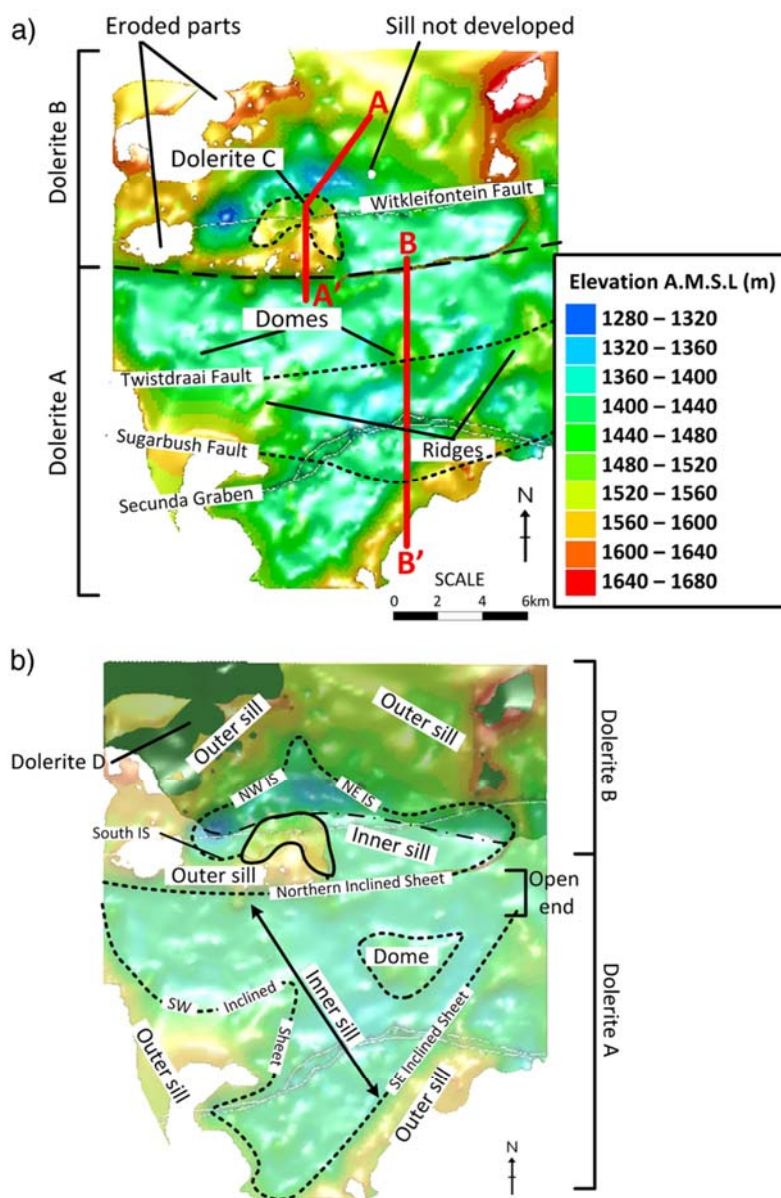 a)
Eroded parts
Sill not developed
Dolerite B
A
Dolerite C
Witkleifontein Fault
B
A'
Domes
Dolerite A
Twistdraai Fault
Sugarbush Fault
Ridges
Secunda Graben
N
B'
SCALE
0 2 4 6km
Elevation A.M.S.L (m)
1280 – 1320
1320 – 1360
1360 – 1400
1400 – 1440
1440 – 1480
1480 – 1520
1520 – 1560
1560 – 1600
1600 – 1640
1640 – 1680
b)
Outer sill
Outer sill
Dolerite D
Dolerite B
NW IS
NE IS
South IS
Inner sill
Outer sill
Northern Inclined Sheet
Open
end
Dome
Inner sill
SW Inclined Sheet
SE Inclined Sheet
Outer sill
Outer sill
Dolerite A
N